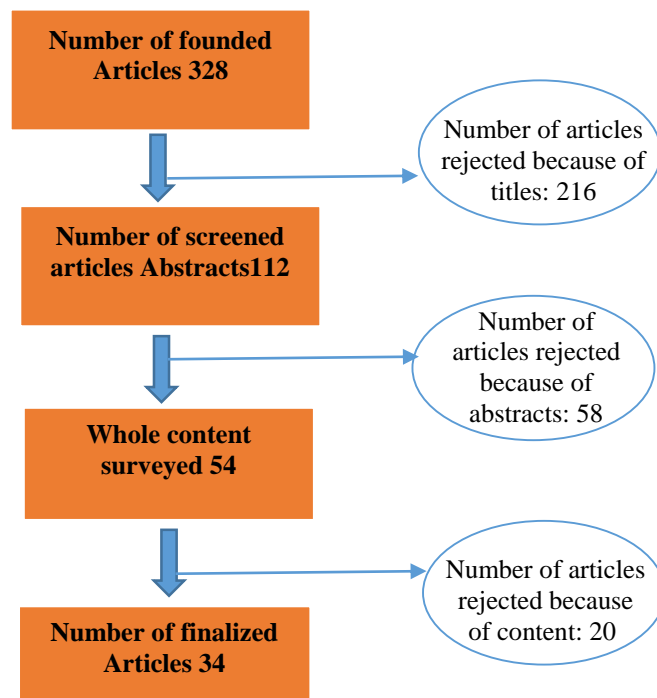 Number of founded
Articles 328
Number of articles
rejected because of
titles: 216
Number of screened
articles Abstracts112
Number of
articles rejected
because of
abstracts: 58
Whole content
surveyed 54
Number of articles
rejected because
of content: 20
Number of finalized
Articles 34